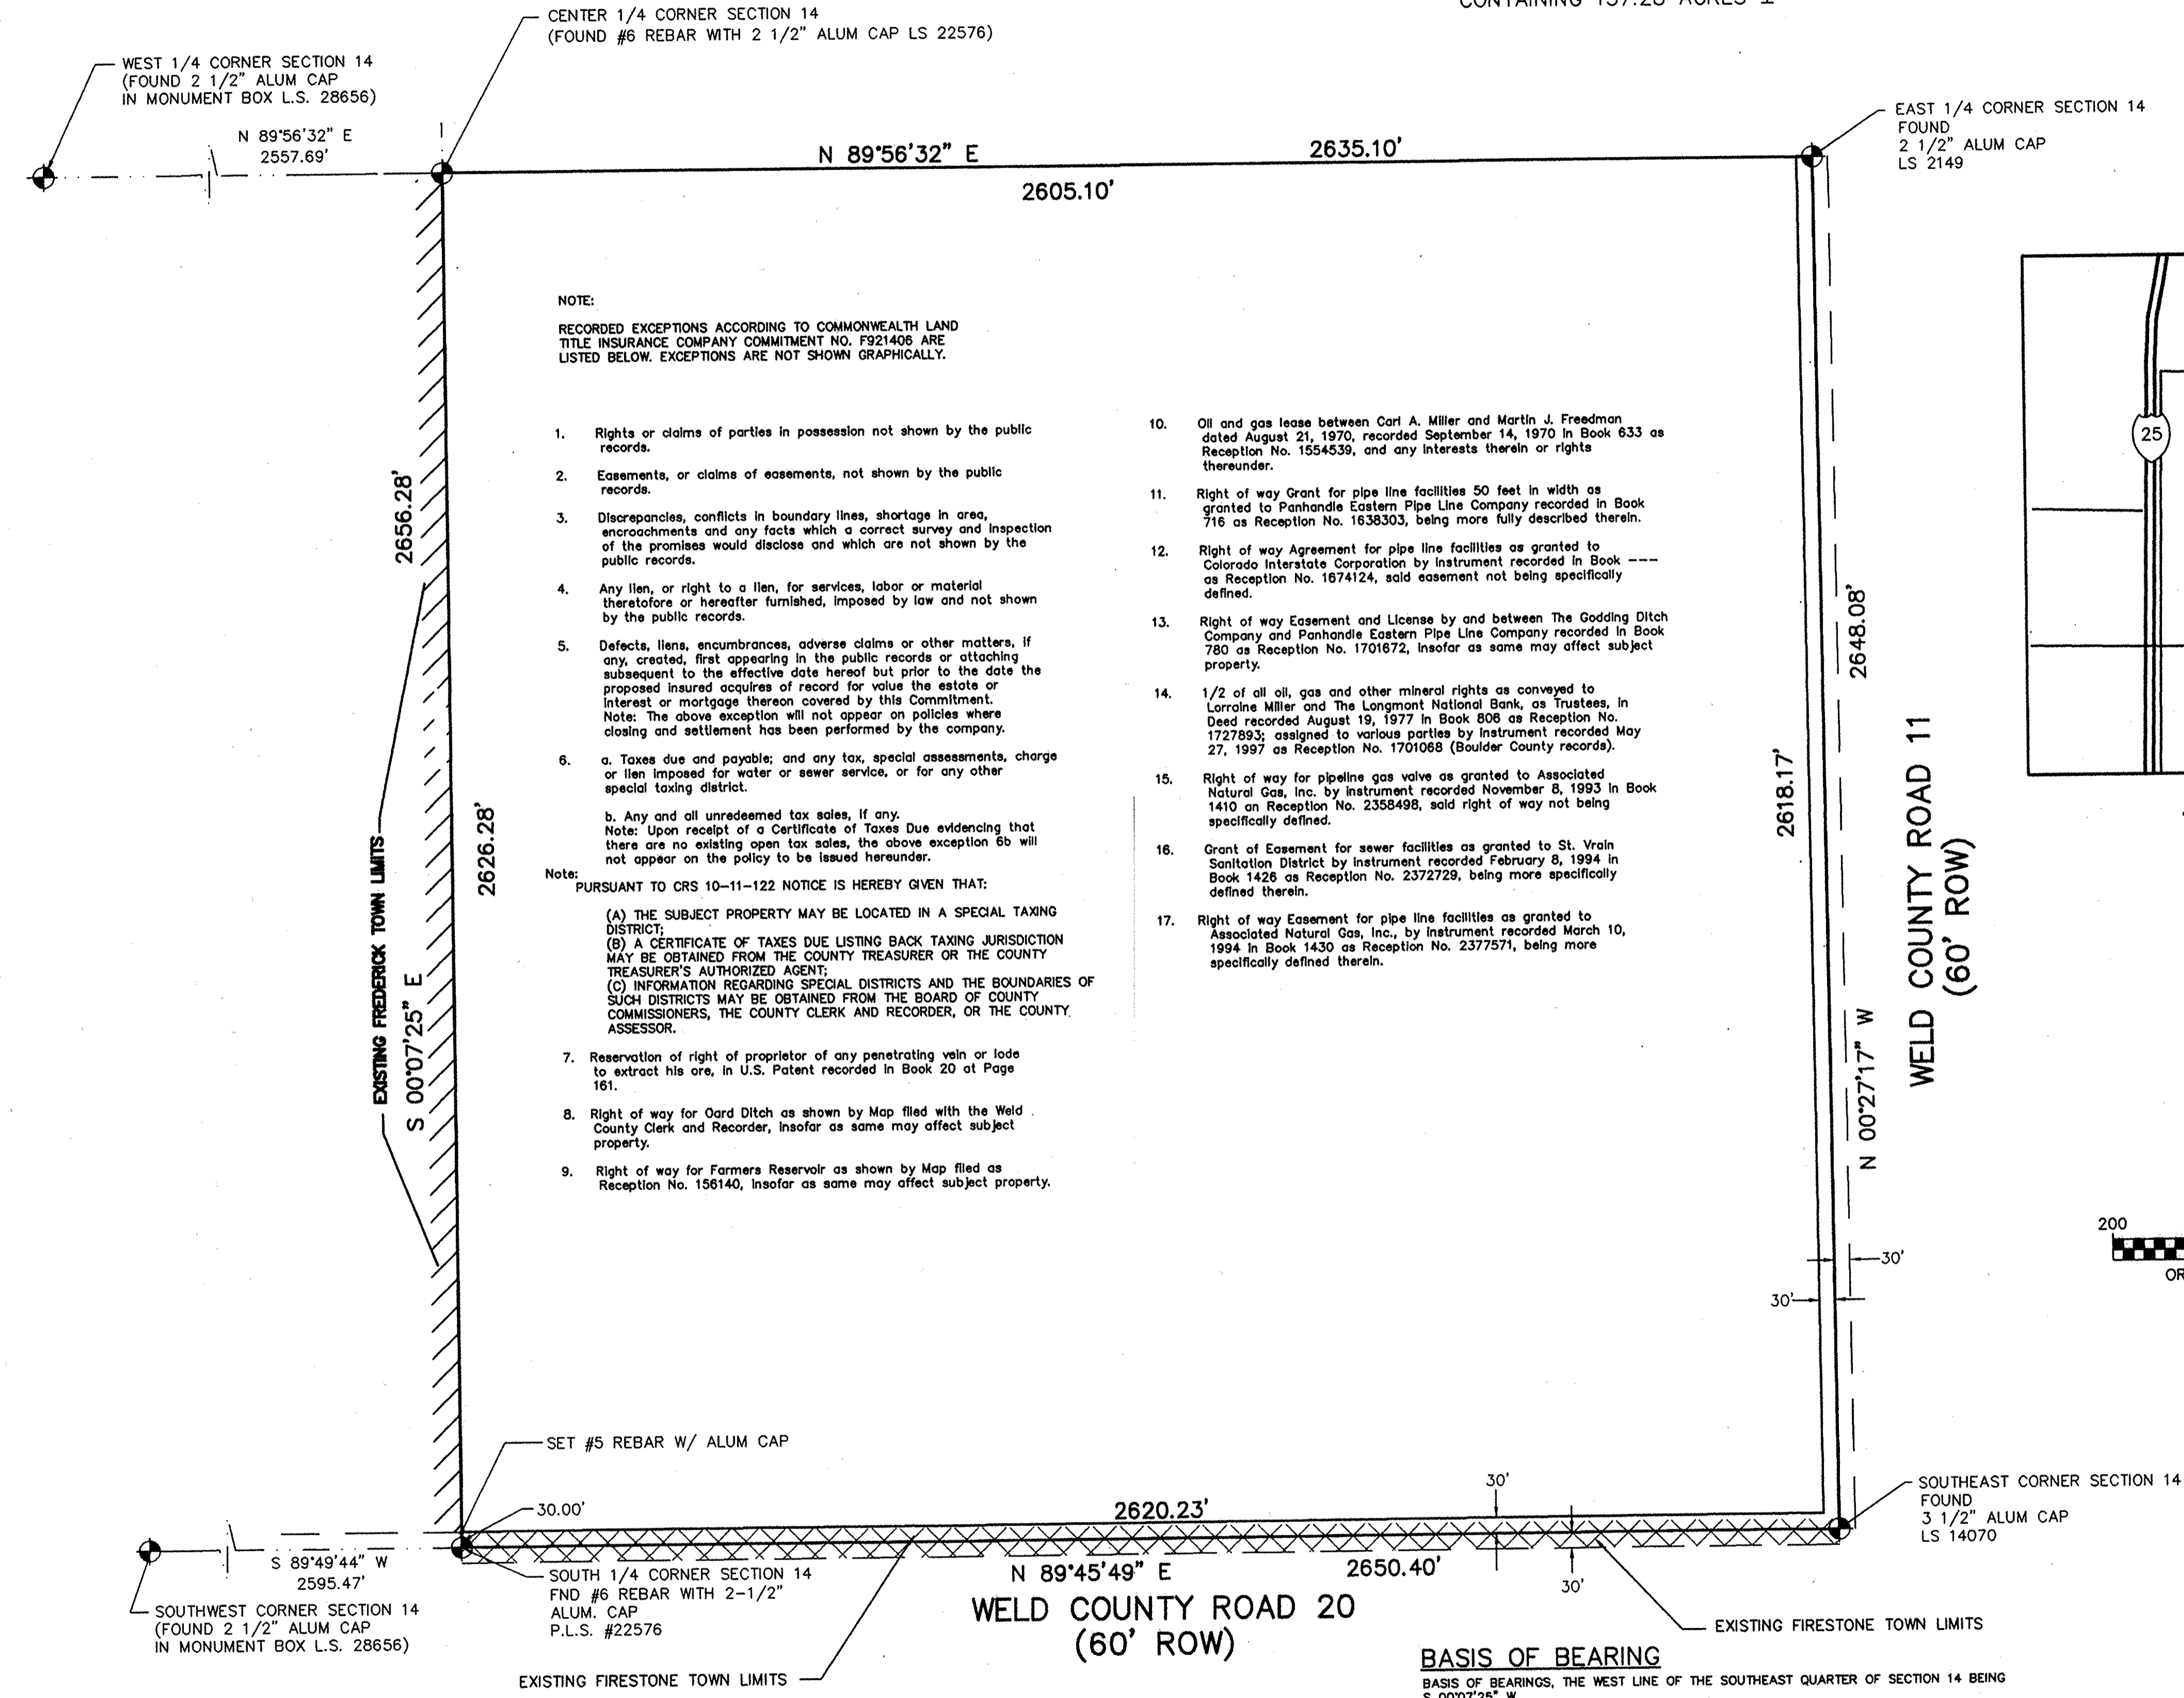 CONTAINING 157.28 ACRES ±
CENTER 1/4 CORNER SECTION 14
(FOUND #6 REBAR WITH 2 1/2" ALUM CAP LS 22576)
WEST 1/4 CORNER SECTION 14
(FOUND 2 1/2" ALUM CAP
IN MONUMENT BOX L.S. 28656)
N 89°56'32" E
2557.69'
N 89°56'32" E
2635.10'
2605.10'
EAST 1/4 CORNER SECTION 14
FOUND
2 1/2" ALUM CAP
LS 2149
NOTE:
RECORDED EXCEPTIONS ACCORDING TO COMMONWEALTH LAND
TITLE INSURANCE COMPANY COMMITMENT NO. F921406 ARE
LISTED BELOW. EXCEPTIONS ARE NOT SHOWN GRAPHICALLY.
1. Rights or claims of parties in possession not shown by the public
records.
2. Easements, or claims of easements, not shown by the public
records.
3. Discrepancies, conflicts in boundary lines, shortage in area,
encroachments and any facts which a correct survey and inspection
of the promises would disclose and which are not shown by the
public records.
4. Any lien, or right to a lien, for services, labor or material
theretofore or hereafter furnished, imposed by law and not shown
by the public records.
5. Defects, liens, encumbrances, adverse claims or other matters, if
any, created, first appearing in the public records or attaching
subsequent to the effective date hereof but prior to the date the
proposed insured acquires of record for value the estate or
interest or mortgage thereon covered by this Commitment.
Note: The above exception will not appear on policies where
closing and settlement has been performed by the company.
6. a. Taxes due and payable; and any tax, special assessments, charge
or lien imposed for water or sewer service, or for any other
special taxing district.
b. Any and all unredeemed tax sales, if any.
Note: Upon receipt of a Certificate of Taxes Due evidencing that
there are no existing open tax sales, the above exception 6b will
not appear on the policy to be issued hereunder.
Note:
PURSUANT TO CRS 10-11-122 NOTICE IS HEREBY GIVEN THAT:
(A) THE SUBJECT PROPERTY MAY BE LOCATED IN A SPECIAL TAXING
DISTRICT;
(B) A CERTIFICATE OF TAXES DUE LISTING BACK TAXING JURISDICTION
MAY BE OBTAINED FROM THE COUNTY TREASURER OR THE COUNTY
TREASURER'S AUTHORIZED AGENT;
(C) INFORMATION REGARDING SPECIAL DISTRICTS AND THE BOUNDARIES OF
SUCH DISTRICTS MAY BE OBTAINED FROM THE BOARD OF COUNTY
COMMISSIONERS, THE COUNTY CLERK AND RECORDER, OR THE COUNTY
ASSESSOR.
7. Reservation of right of proprietor of any penetrating vein or lode
to extract his ore, in U.S. Patent recorded in Book 20 at Page
161.
8. Right of way for Oard Ditch as shown by Map filed with the Weld
County Clerk and Recorder, insofar as same may affect subject
property.
9. Right of way for Farmers Reservoir as shown by Map filed as
Reception No. 156140, insofar as same may affect subject property.
10. Oil and gas lease between Carl A. Miller and Martin J. Freedman
dated August 21, 1970, recorded September 14, 1970 in Book 633 as
Reception No. 1554539, and any interests therein or rights
thereunder.
11. Right of way Grant for pipe line facilities 50 feet in width as
granted to Panhandle Eastern Pipe Line Company recorded in Book
716 as Reception No. 1638303, being more fully described therein.
12. Right of way Agreement for pipe line facilities as granted to
Colorado Interstate Corporation by instrument recorded in Book ---
as Reception No. 1674124, said easement not being specifically
defined.
13. Right of way Easement and License by and between The Godding Ditch
Company and Panhandle Eastern Pipe Line Company recorded in Book
780 as Reception No. 1701672, insofar as same may affect subject
property.
14. 1/2 of all oil, gas and other mineral rights as conveyed to
Lorraine Miller and The Longmont National Bank, as Trustees, in
Deed recorded August 19, 1977 in Book 806 as Reception No.
1727893; assigned to various parties by instrument recorded May
27, 1997 as Reception No. 1701068 (Boulder County records).
15. Right of way for pipeline gas valve as granted to Associated
Natural Gas, Inc. by instrument recorded November 8, 1993 in Book
1410 an Reception No. 2358498, said right of way not being
specifically defined.
16. Grant of Easement for sewer facilities as granted to St. Vrain
Sanitation District by instrument recorded February 8, 1994 in
Book 1426 as Reception No. 2372729, being more specifically
defined therein.
17. Right of way Easement for pipe line facilities as granted to
Associated Natural Gas, Inc., by instrument recorded March 10,
1994 in Book 1430 as Reception No. 2377571, being more
specifically defined therein.
2656.28'
2626.28'
EXISTING FREDERICK TOWN LIMITS
S 00°07'25" E
2648.08'
2618.17'
N 00°27'17" W
WELD COUNTY ROAD 11
(60' ROW)
25
200
OR
30'
30'
SET #5 REBAR W/ ALUM CAP
30.00'
2620.23'
30'
SOUTHEAST CORNER SECTION 14
FOUND
3 1/2" ALUM CAP
LS 14070
S 89°49'44" W
2595.47'
SOUTHWEST CORNER SECTION 14
(FOUND 2 1/2" ALUM CAP
IN MONUMENT BOX L.S. 28656)
SOUTH 1/4 CORNER SECTION 14
FND #6 REBAR WITH 2-1/2"
ALUM. CAP
P.L.S. #22576
N 89°45'49" E
2650.40'
30'
WELD COUNTY ROAD 20
(60' ROW)
EXISTING FIRESTONE TOWN LIMITS
EXISTING FIRESTONE TOWN LIMITS
BASIS OF BEARING
BASIS OF BEARINGS, THE WEST LINE OF THE SOUTHEAST QUARTER OF SECTION 14 BEING
S 00°07'25" W